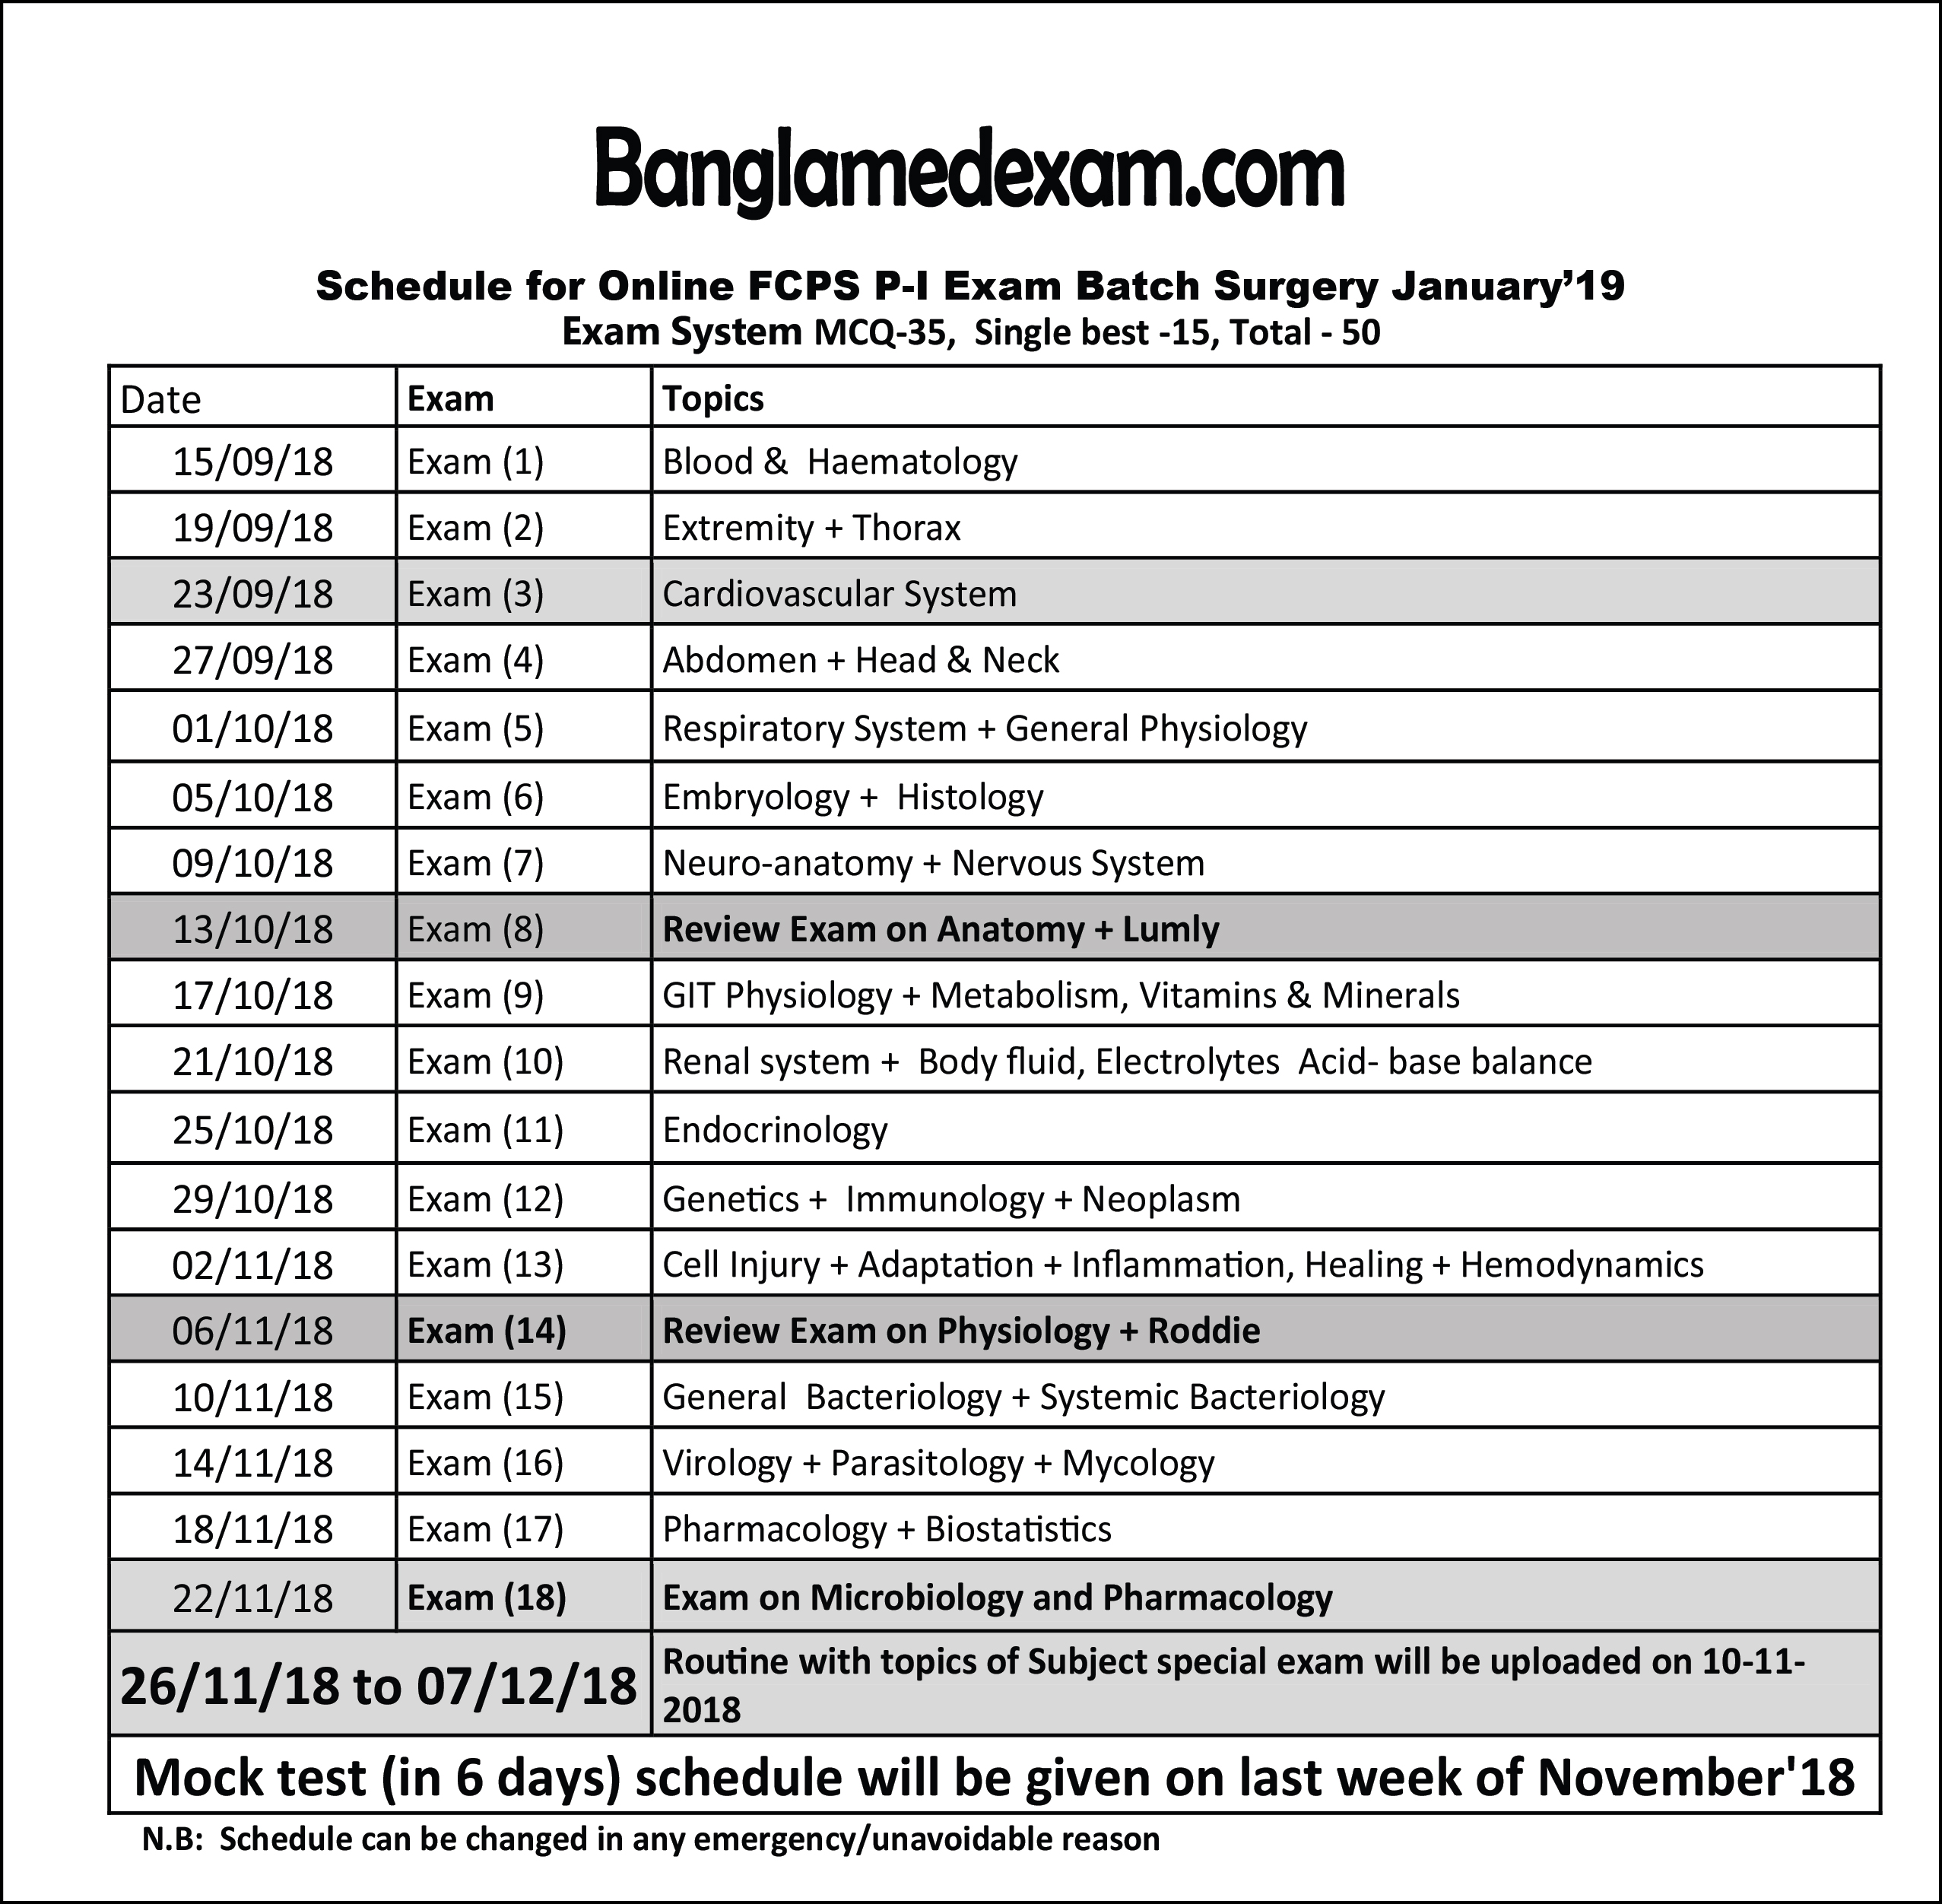 Banglamedexam.com
Schedule for Online FCPS P-I Exam Batch Surgery January’19
Exam System MCQ-35,  Single best -15, Total - 50
Date Exam Topics
15/09/18 Exam (1) Blood &  Haematology
19/09/18 Exam (2) Extremity + Thorax
23/09/18 Exam (3) Cardiovascular System
27/09/18 Exam (4) Abdomen + Head & Neck
01/10/18 Exam (5) Respiratory System + General Physiology
05/10/18 Exam (6) Embryology +  Histology
09/10/18 Exam (7) Neuro-anatomy + Nervous System
13/10/18 Exam (8) Review Exam on Anatomy + Lumly
17/10/18 Exam (9) GIT Physiology + Metabolism, Vitamins & Minerals
21/10/18 Exam (10) Renal system +  Body fluid, Electrolytes  Acid- base balance
25/10/18 Exam (11) Endocrinology
29/10/18 Exam (12) Genetics +  Immunology + Neoplasm
02/11/18 Exam (13) Cell Injury + Adaptation + Inflammation, Healing + Hemodynamics
06/11/18 Exam (14) Review Exam on Physiology + Roddie
10/11/18 Exam (15) General  Bacteriology + Systemic Bacteriology
14/11/18 Exam (16) Virology + Parasitology + Mycology
18/11/18 Exam (17) Pharmacology + Biostatistics
22/11/18 Exam (18) Exam on Microbiology and Pharmacology
26/11/18 to 07/12/18 Routine with topics of Subject special exam will be uploaded on 10-11-
2018
Mock test (in 6 days) schedule will be given on last week of November'18
N.B:  Schedule can be changed in any emergency/unavoidable reason